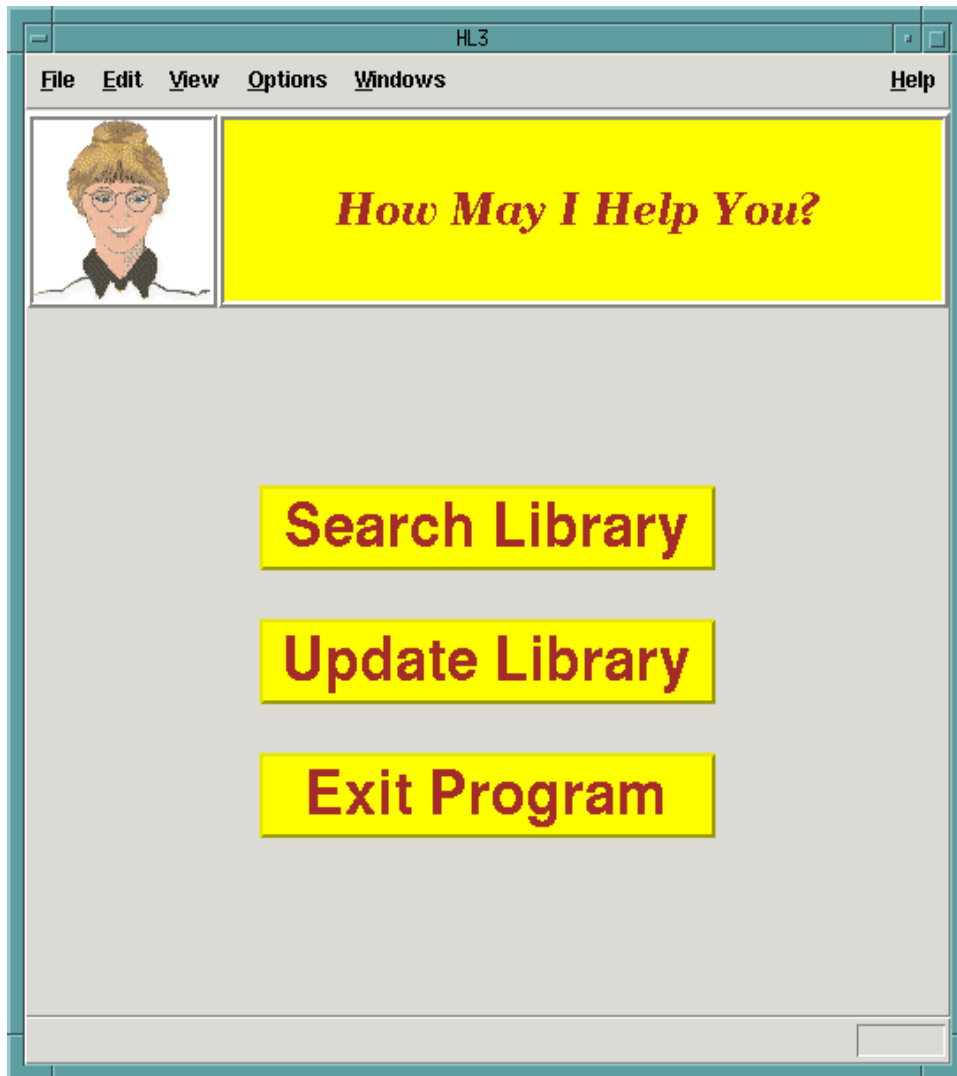 HL3
File Edit View Options Windows Help
How May I Help You?
Search Library
Update Library
Exit Program